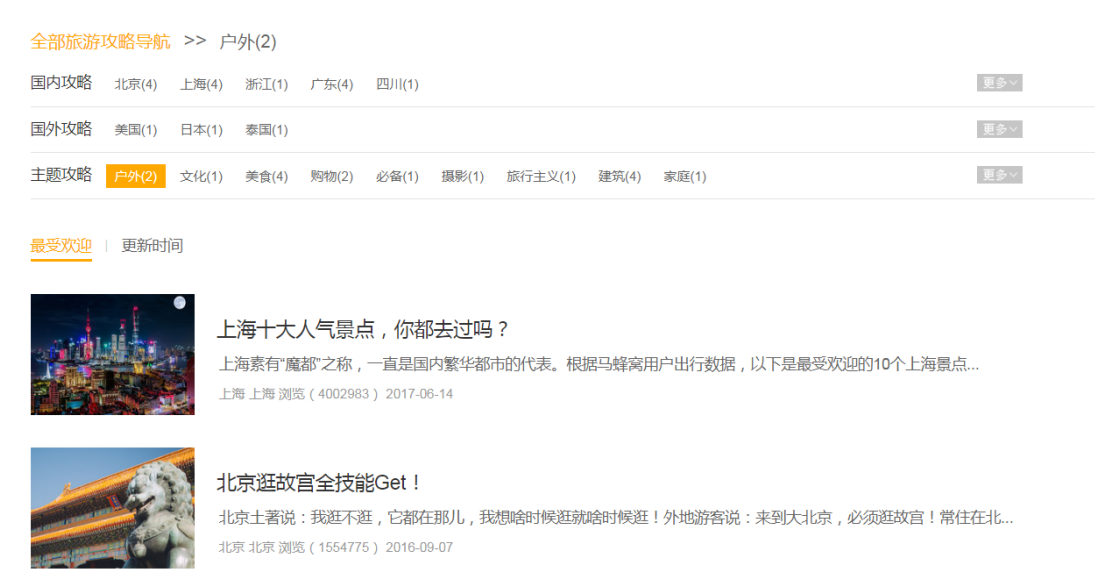 全部旅游攻略导航 >> 户外(2)
国内攻略 北京(4) 上海(4) 浙江(1) 广东(4) 四川(1) 更多
国外攻略 美国(1) 日本(1) 泰国(1) 更多
主题攻略 户外(2) 文化(1) 美食(4) 购物(2) 必备(1) 摄影(1) 旅行主义(1) 建筑(4) 家庭(1) 更多
最受欢迎 | 更新时间
上海十大人气景点，你都去过吗？
上海素有“魔都”之称，一直是国内繁华都市的代表。根据马蜂窝用户出行数据，以下是最受欢迎的10个上海景点...
上海 上海 浏览（4002983） 2017-06-14
北京逛故宫全技能Get！
北京土著说：我逛不逛，它都在那儿，我想啥时候逛就啥时候逛！外地游客说：来到大北京，必须逛故宫！常住在北...
北京 北京 浏览（1554775） 2016-09-07